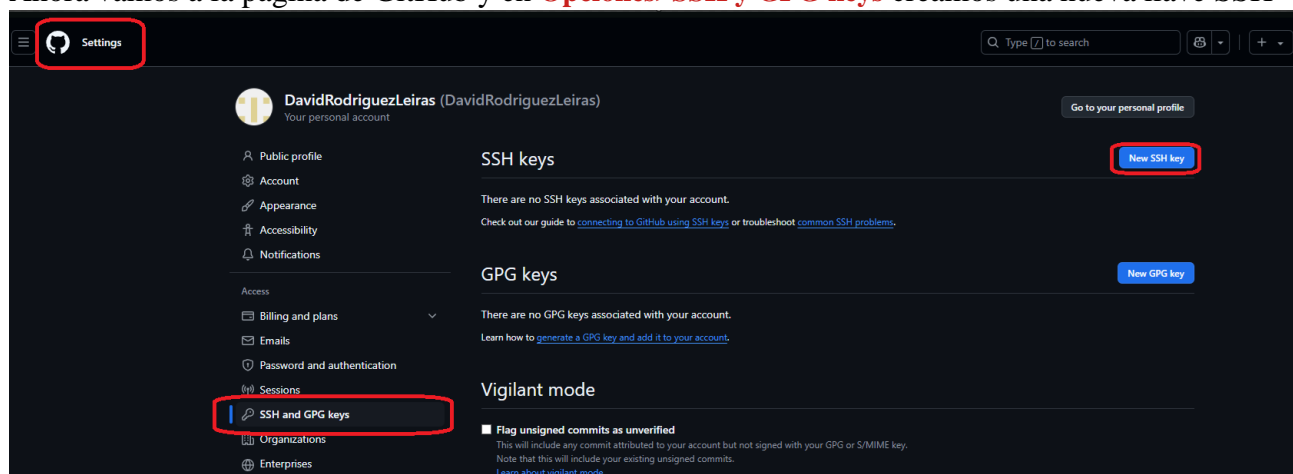 Ahora vamos a la página de GitHub y en Opciones/ SSH y GPG keys creamos una nueva llave SSH
Settings
Type / to search
DavidRodriguezLeiras (DavidRodriguezLeiras)
Your personal account
Go to your personal profile
Public profile
Account
Appearance
Accessibility
Notifications
Access
Billing and plans
Emails
Password and authentication
Sessions
SSH and GPG keys
Organizations
Enterprises
SSH keys
New SSH key
There are no SSH keys associated with your account.
Check out our guide to connecting to GitHub using SSH keys or troubleshoot common SSH problems.
GPG keys
New GPG key
There are no GPG keys associated with your account.
Learn how to generate a GPG key and add it to your account.
Vigilant mode
Flag unsigned commits as unverified
This will include any commit attributed to your account but not signed with your GPG or S/MIME key.
Note that this will include your existing unsigned commits.
Learn about vigilant mode.